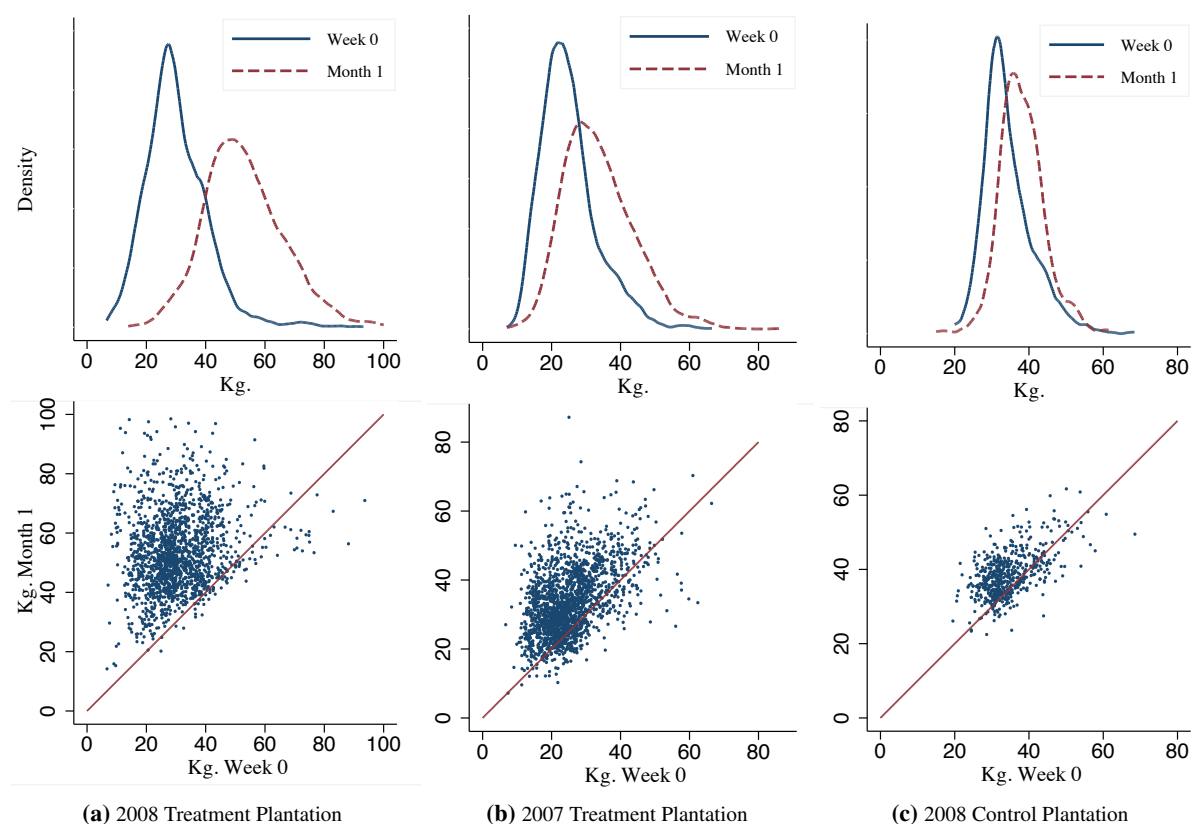 Week 0
Month 1
Week 0
Month 1
Week 0
Month 1
Density
0 20 40 60 80 100
Kg.
0 20 40 60 80
Kg.
0 20 40 60 80
Kg.
Kg. Month 1
0 20 40 60 80 100
0 20 40 60 80 100
Kg. Week 0
0 20 40 60 80
0 20 40 60 80
Kg. Week 0
0 20 40 60 80
0 20 40 60 80
Kg. Week 0
(a) 2008 Treatment Plantation
(b) 2007 Treatment Plantation
(c) 2008 Control Plantation